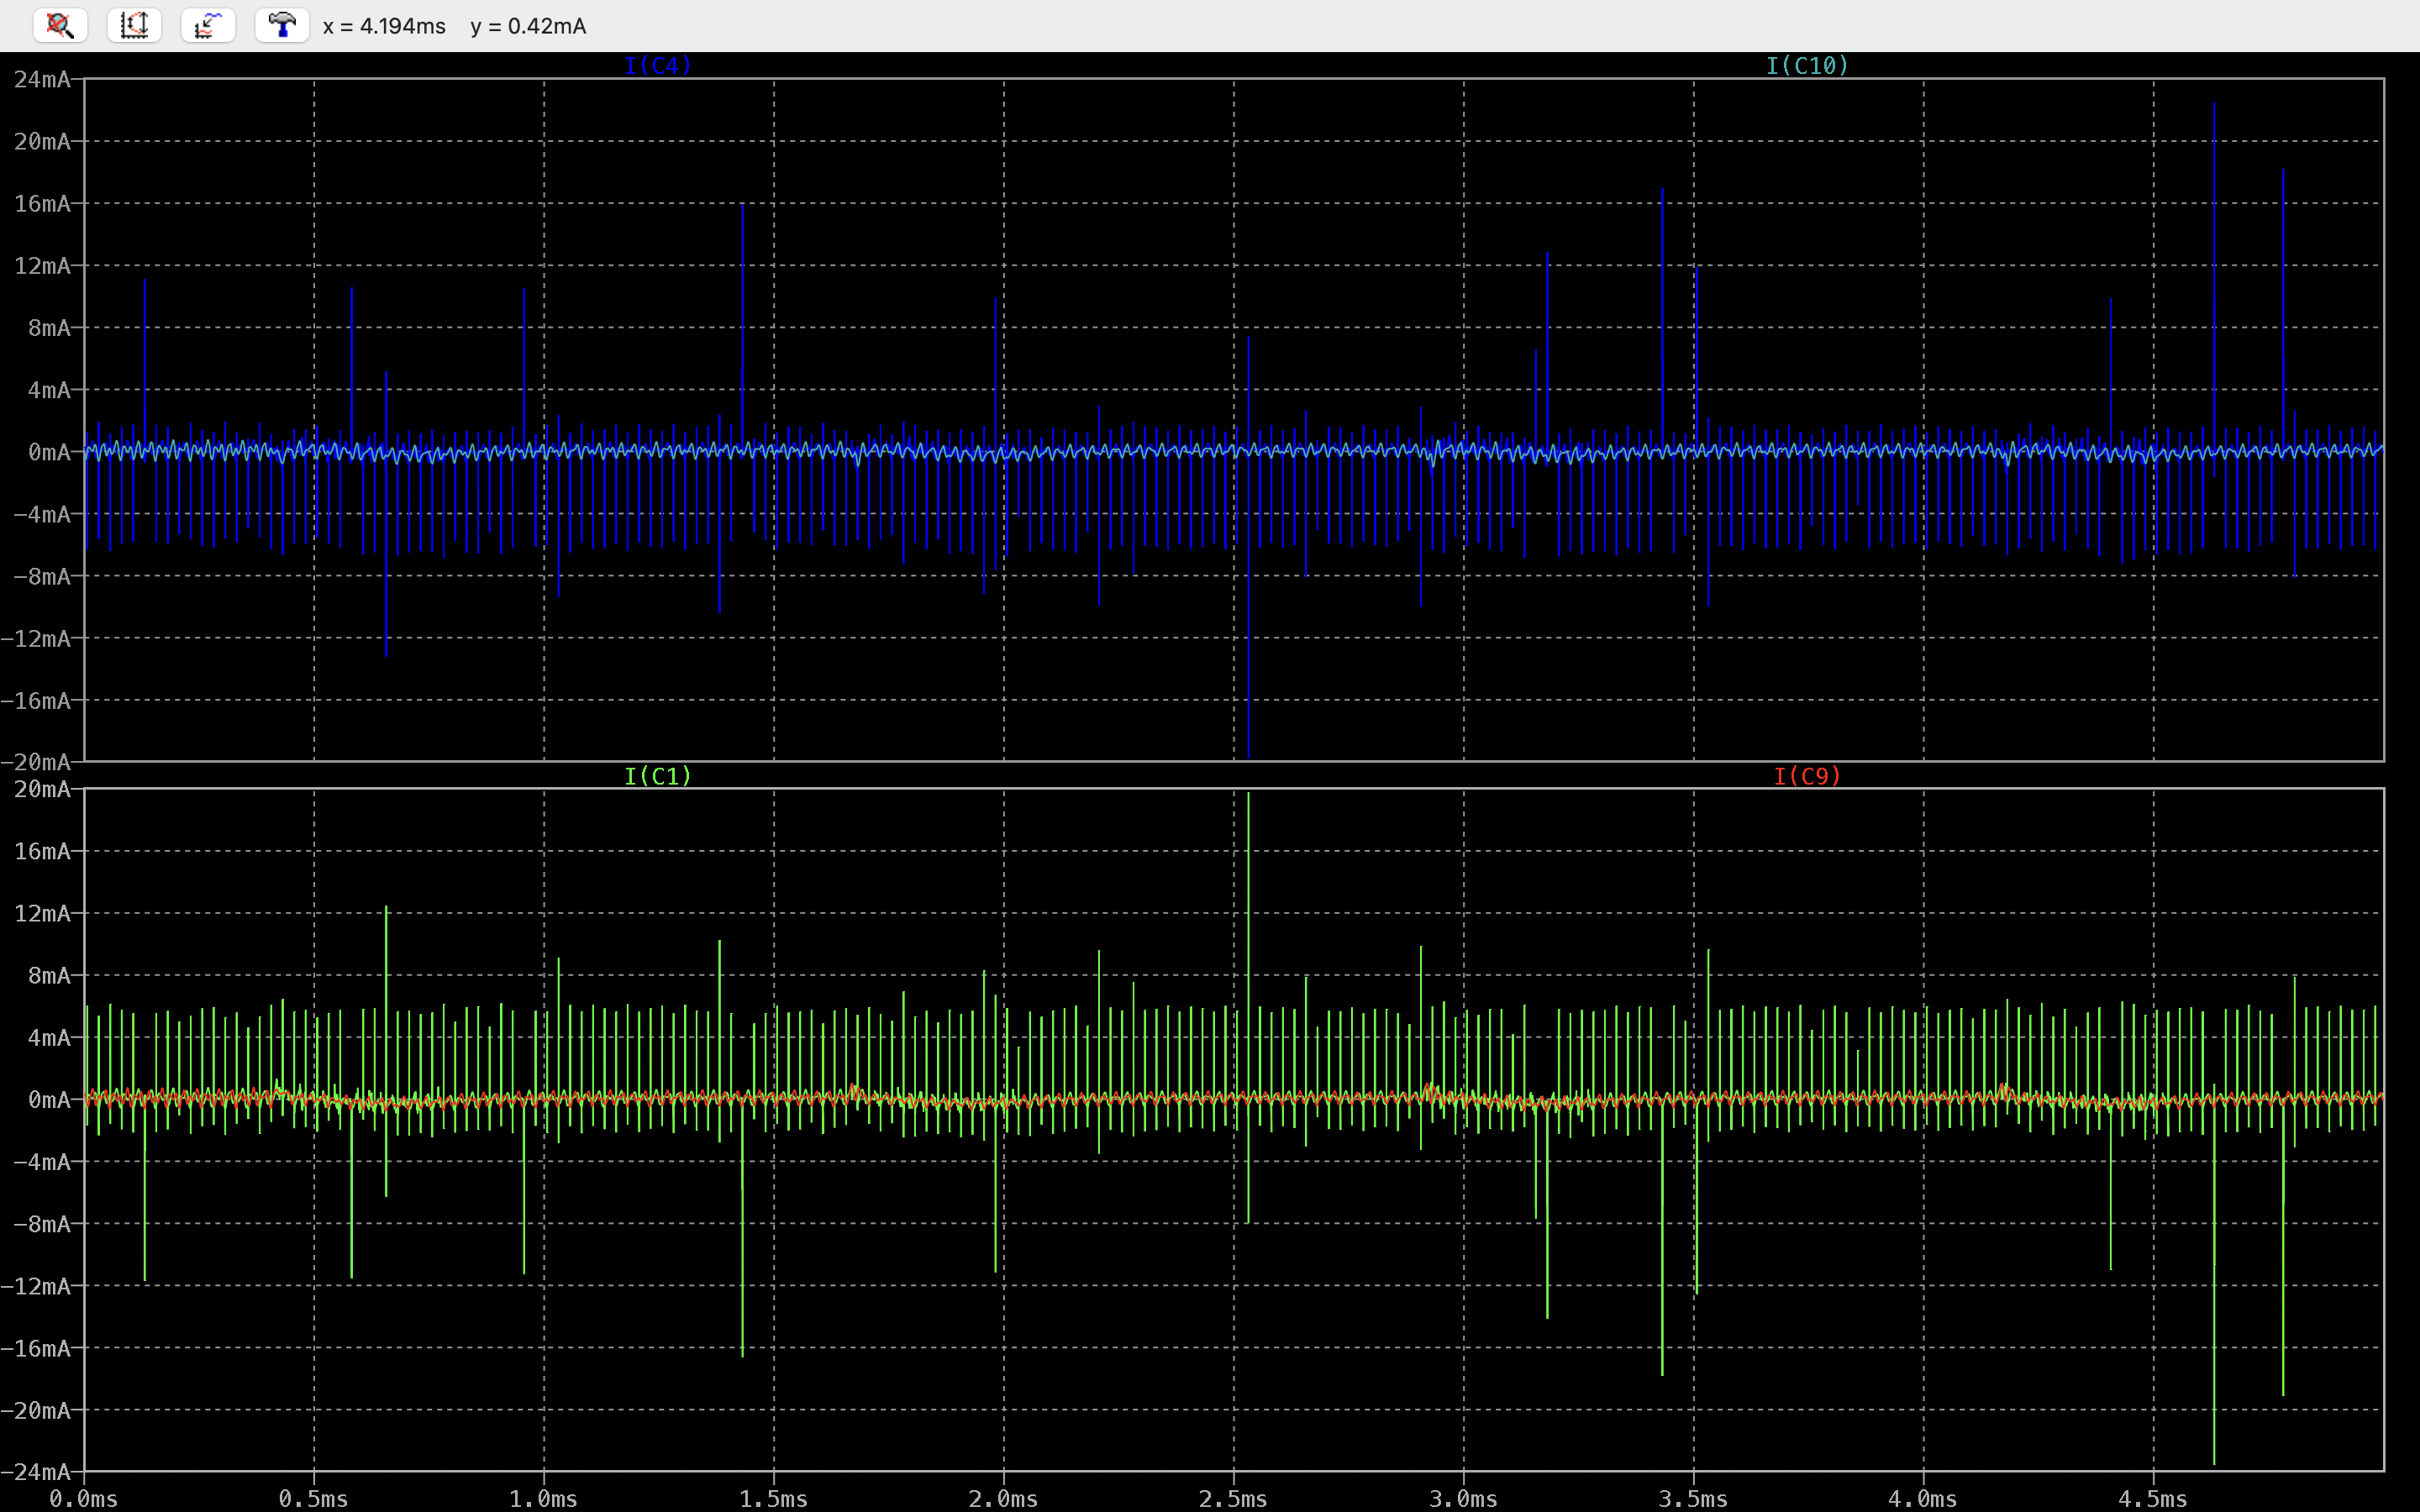 x = 4.194ms y = 0.42mA
I(C4) I(C10)
24mA
20mA
16mA
12mA
8mA
4mA
0mA
−4mA
−8mA
−12mA
−16mA
−20mA
I(C1) I(C9)
20mA
16mA
12mA
8mA
4mA
0mA
−4mA
−8mA
−12mA
−16mA
−20mA
−24mA
0.0ms 0.5ms 1.0ms 1.5ms 2.0ms 2.5ms 3.0ms 3.5ms 4.0ms 4.5ms